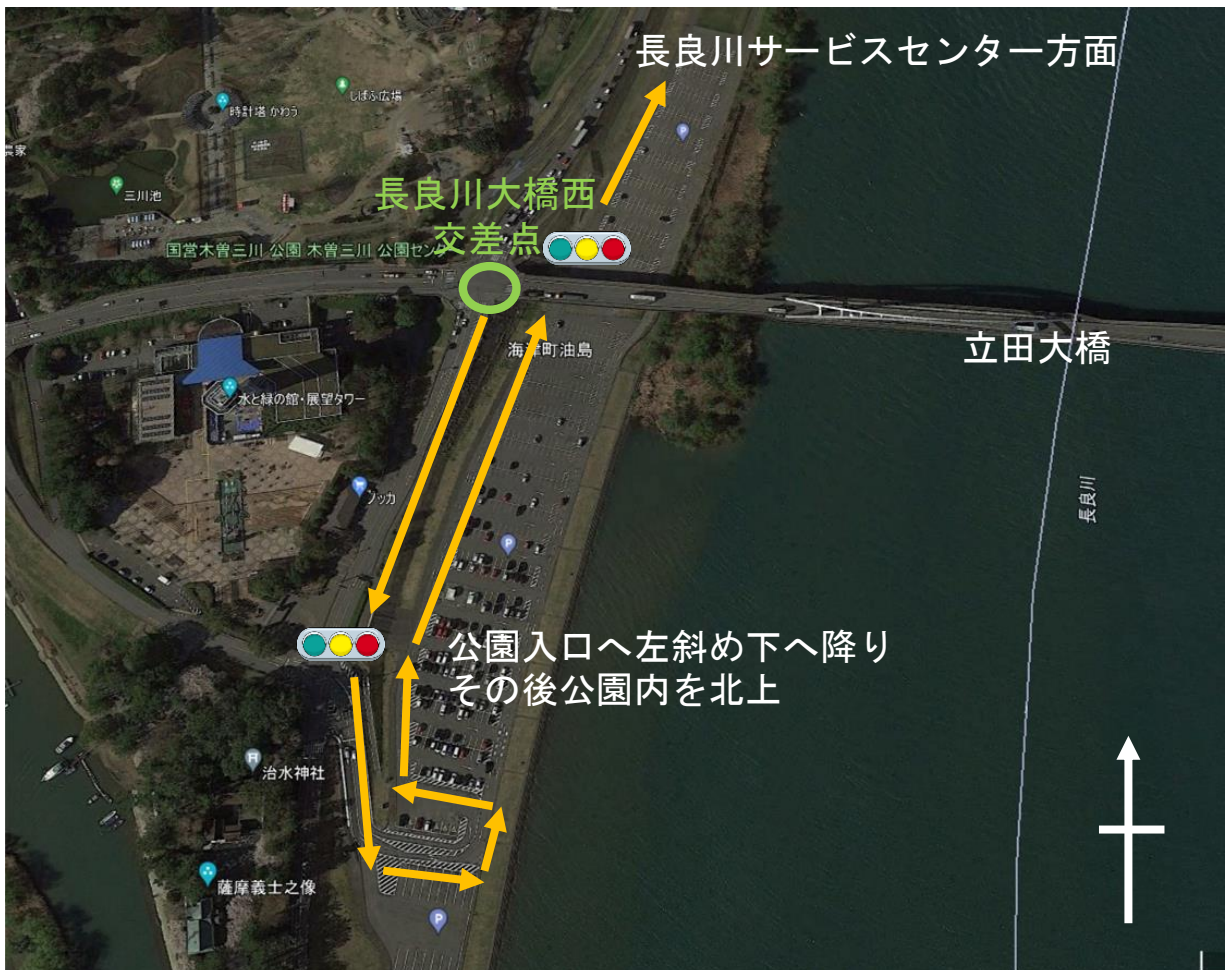 長良川サービスセンター方面
しばふ広場
時計塔 かわう
農家
三川池
長良川大橋西
交差点
国営木曽三川 公園 木曽三川 公園セン
海津町油島
立田大橋
水と緑の館・展望タワー
長良川
P
P
公園入口へ左斜め下へ降り
その後公園内を北上
治水神社
薩摩義士之像
P